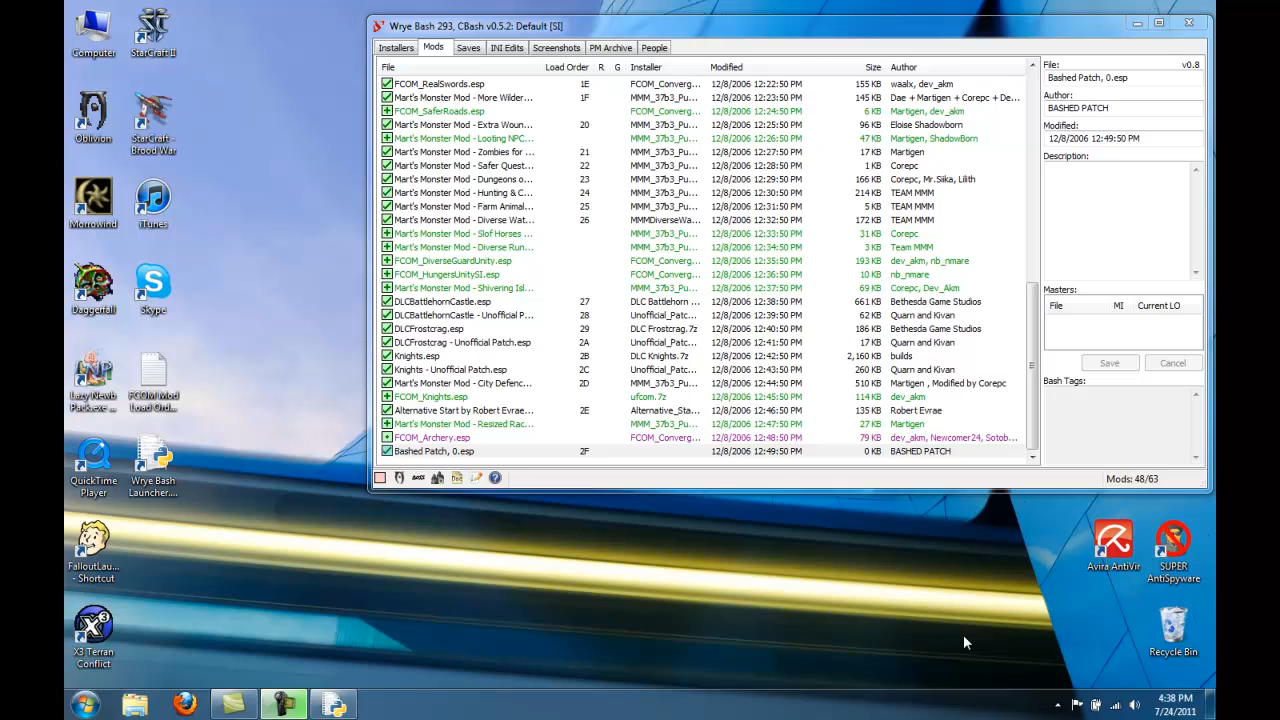 Computer
StarCraft II
Oblivion
StarCraft - Brood War
Morrowind
iTunes
Daggerfall
Skype
Lazy Newb Pack.exe ...
FCOM Mod Load Ord...
QuickTime Player
Wrye Bash Launcher....
FalloutLau... - Shortcut
X3 Terran Conflict
Wrye Bash 293, CBash v0.5.2: Default [SI]
Installers Mods Saves INI Edits Screenshots PM Archive People
File Load Order R G Installer Modified Size Author
FCOM_RealSwords.esp 1E FCOM_Converg... 12/8/2006 12:22:50 PM 155 KB waalx, dev_akm
Mart's Monster Mod - More Wilder... 1F MMM_37b3_Pu... 12/8/2006 12:23:50 PM 145 KB Dae + Martigen + Corepc + De...
FCOM_SaferRoads.esp FCOM_Converg... 12/8/2006 12:24:50 PM 6 KB Martigen, dev_akm
Mart's Monster Mod - Extra Woun... 20 MMM_37b3_Pu... 12/8/2006 12:25:50 PM 96 KB Eloise Shadowborn
Mart's Monster Mod - Looting NPC... MMM_37b3_Pu... 12/8/2006 12:26:50 PM 47 KB Martigen, ShadowBorn
Mart's Monster Mod - Zombies for ... 21 MMM_37b3_Pu... 12/8/2006 12:27:50 PM 17 KB Martigen
Mart's Monster Mod - Safer Quest... 22 MMM_37b3_Pu... 12/8/2006 12:28:50 PM 1 KB Corepc
Mart's Monster Mod - Dungeons o... 23 MMM_37b3_Pu... 12/8/2006 12:29:50 PM 166 KB Corepc, Mr.Siika, Lilith
Mart's Monster Mod - Hunting & C... 24 MMM_37b3_Pu... 12/8/2006 12:30:50 PM 214 KB TEAM MMM
Mart's Monster Mod - Farm Animal... 25 MMM_37b3_Pu... 12/8/2006 12:31:50 PM 5 KB TEAM MMM
Mart's Monster Mod - Diverse Wat... 26 MMMDiverseWa... 12/8/2006 12:32:50 PM 172 KB TEAM MMM
Mart's Monster Mod - Slof Horses ... MMM_37b3_Pu... 12/8/2006 12:33:50 PM 31 KB Corepc
Mart's Monster Mod - Diverse Run... MMM_37b3_Pu... 12/8/2006 12:34:50 PM 3 KB Team MMM
FCOM_DiverseGuardUnity.esp FCOM_Converg... 12/8/2006 12:35:50 PM 193 KB dev_akm, nb_nmare
FCOM_HungersUnitySI.esp FCOM_Converg... 12/8/2006 12:36:50 PM 10 KB nb_nmare
Mart's Monster Mod - Shivering Isl... MMM_37b3_Pu... 12/8/2006 12:37:50 PM 69 KB Corepc, Dev_Akm
DLCBattlehornCastle.esp 27 DLC Battlehorn ... 12/8/2006 12:38:50 PM 661 KB Bethesda Game Studios
DLCBattlehornCastle - Unofficial P... 28 Unofficial_Patc... 12/8/2006 12:39:50 PM 62 KB Quarn and Kivan
DLCFrostcrag.esp 29 DLC Frostcrag.7z 12/8/2006 12:40:50 PM 186 KB Bethesda Game Studios
DLCFrostcrag - Unofficial Patch.esp 2A Unofficial_Patc... 12/8/2006 12:41:50 PM 2 KB Quarn and Kivan
Knights.esp 2B DLC Knights.7z 12/8/2006 12:42:50 PM 2,160 KB builds
Knights - Unofficial Patch.esp 2C Unofficial_Patc... 12/8/2006 12:43:50 PM 260 KB Quarn and Kivan
Mart's Monster Mod - City Defenc... 2D MMM_37b3_Pu... 12/8/2006 12:44:50 PM 510 KB Martigen , Modified by Corepc
FCOM_Knights.esp ufcom.7z 12/8/2006 12:45:50 PM 114 KB dev_akm
Alternative Start by Robert Evrae... 2E Alternative_Sta... 12/8/2006 12:46:50 PM 135 KB Robert Evrae
Mart's Monster Mod - Resized Rac... MMM_37b3_Pu... 12/8/2006 12:47:50 PM 27 KB Martigen
FCOM_Archery.esp FCOM_Converg... 12/8/2006 12:48:50 PM 79 KB dev_akm, Newcomer24, Sotob...
Bashed Patch, 0.esp 2F 12/8/2006 12:49:50 PM 0 KB BASHED PATCH
BOSS
Mods: 48/63
File: v0.8
Bashed Patch, 0.esp
Author:
BASHED PATCH
Modified:
12/8/2006 12:49:50 PM
Description:
Masters:
File MI Current LO
Save Cancel
Bash Tags:
Avira AntiVir
SUPER AntiSpyware
Recycle Bin
4:38 PM
7/24/2011